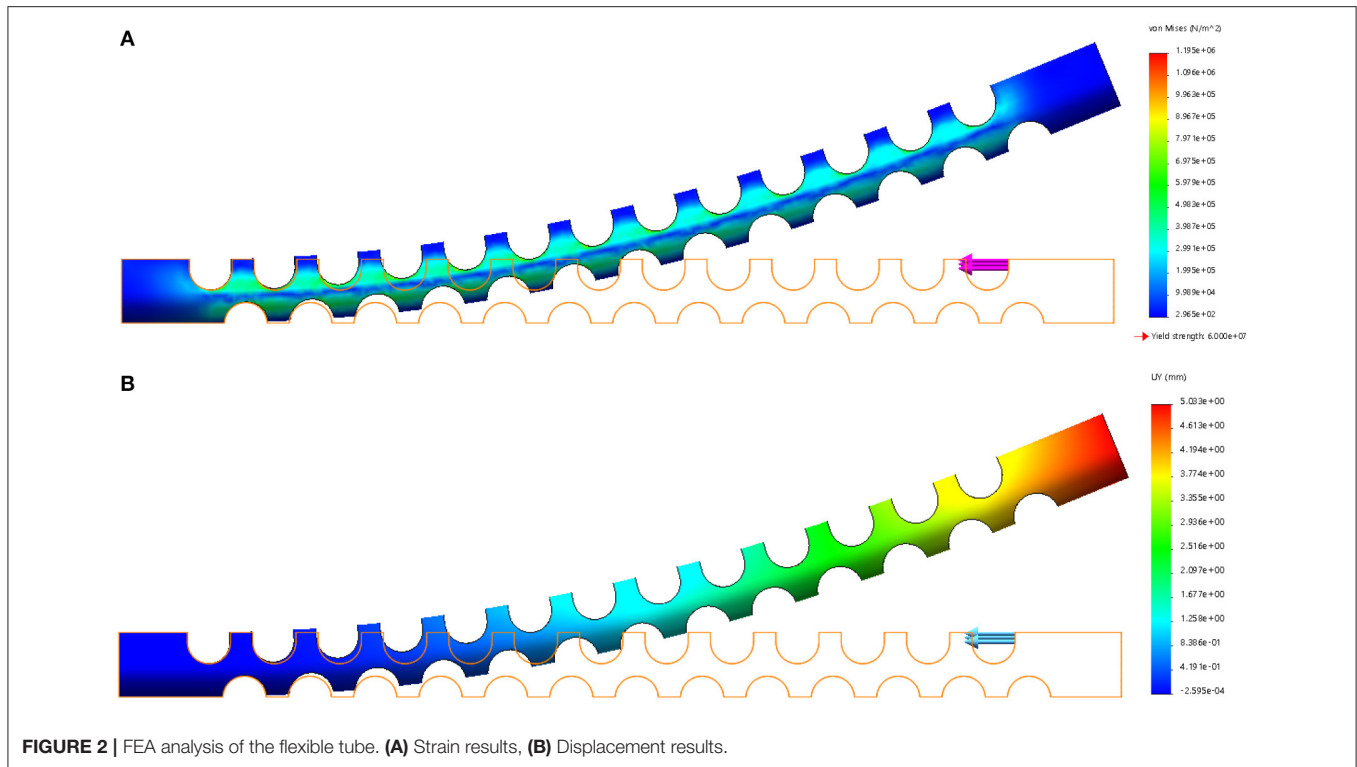 A
von Mises (N/m^2)
1.195e+06
1.096e+06
9.963e+05
8.967e+05
7.971e+05
6.975e+05
5.979e+05
4.983e+05
3.987e+05
2.991e+05
1.995e+05
9.989e+04
2.965e+02
Yield strength: 6.000e+07
B
UY (mm)
5.033e+00
4.613e+00
4.194e+00
3.774e+00
3.355e+00
2.936e+00
2.516e+00
2.097e+00
1.677e+00
1.258e+00
8.386e-01
4.191e-01
-2.595e-04
FIGURE 2 | FEA analysis of the flexible tube. (A) Strain results, (B) Displacement results.